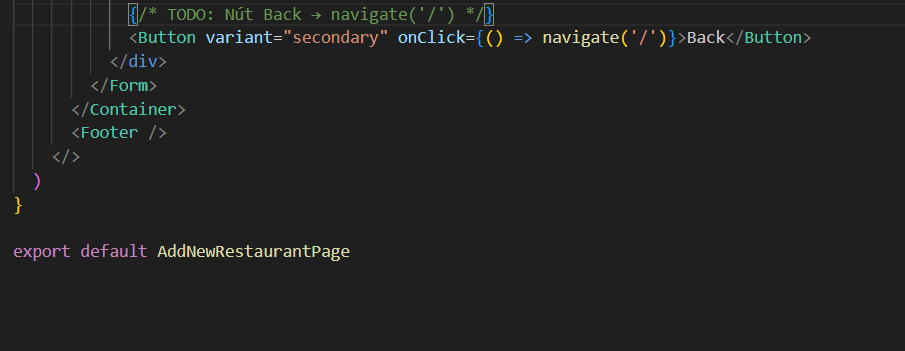 {/* TODO: Nút Back → navigate('/') */}
<Button variant="secondary" onClick={() => navigate('/')}>Back</Button>
</div>
</Form>
</Container>
<Footer />
</>
)
}
export default AddNewRestaurantPage